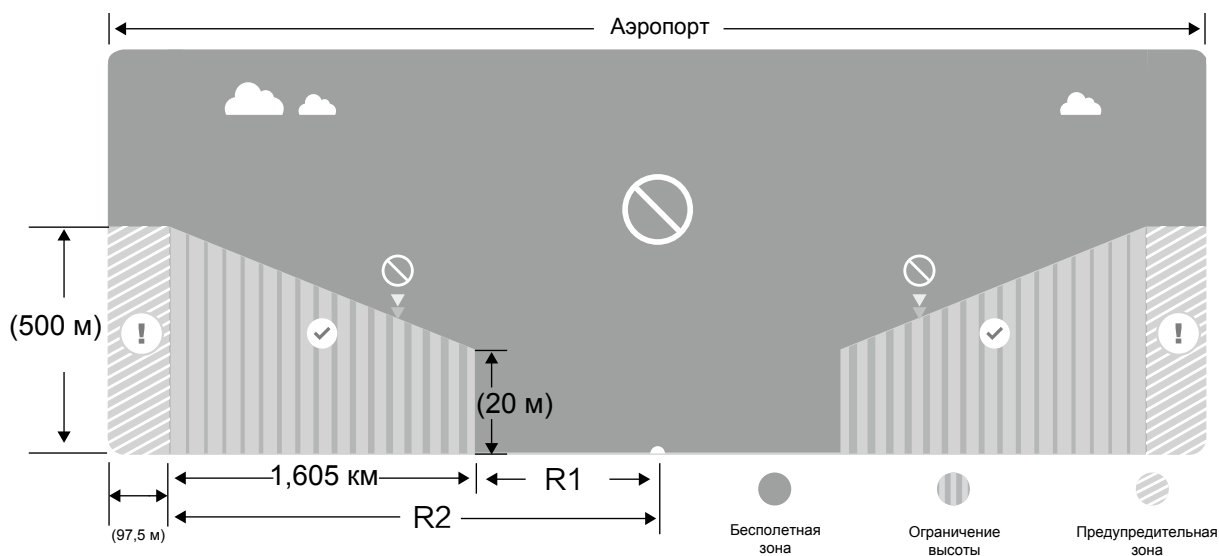 Аэропорт
(500 м)
(20 м)
1,605 км
R1
R2
(97,5 м)
Бесполетная
зона
Ограничение
высоты
Предупредительная
зона